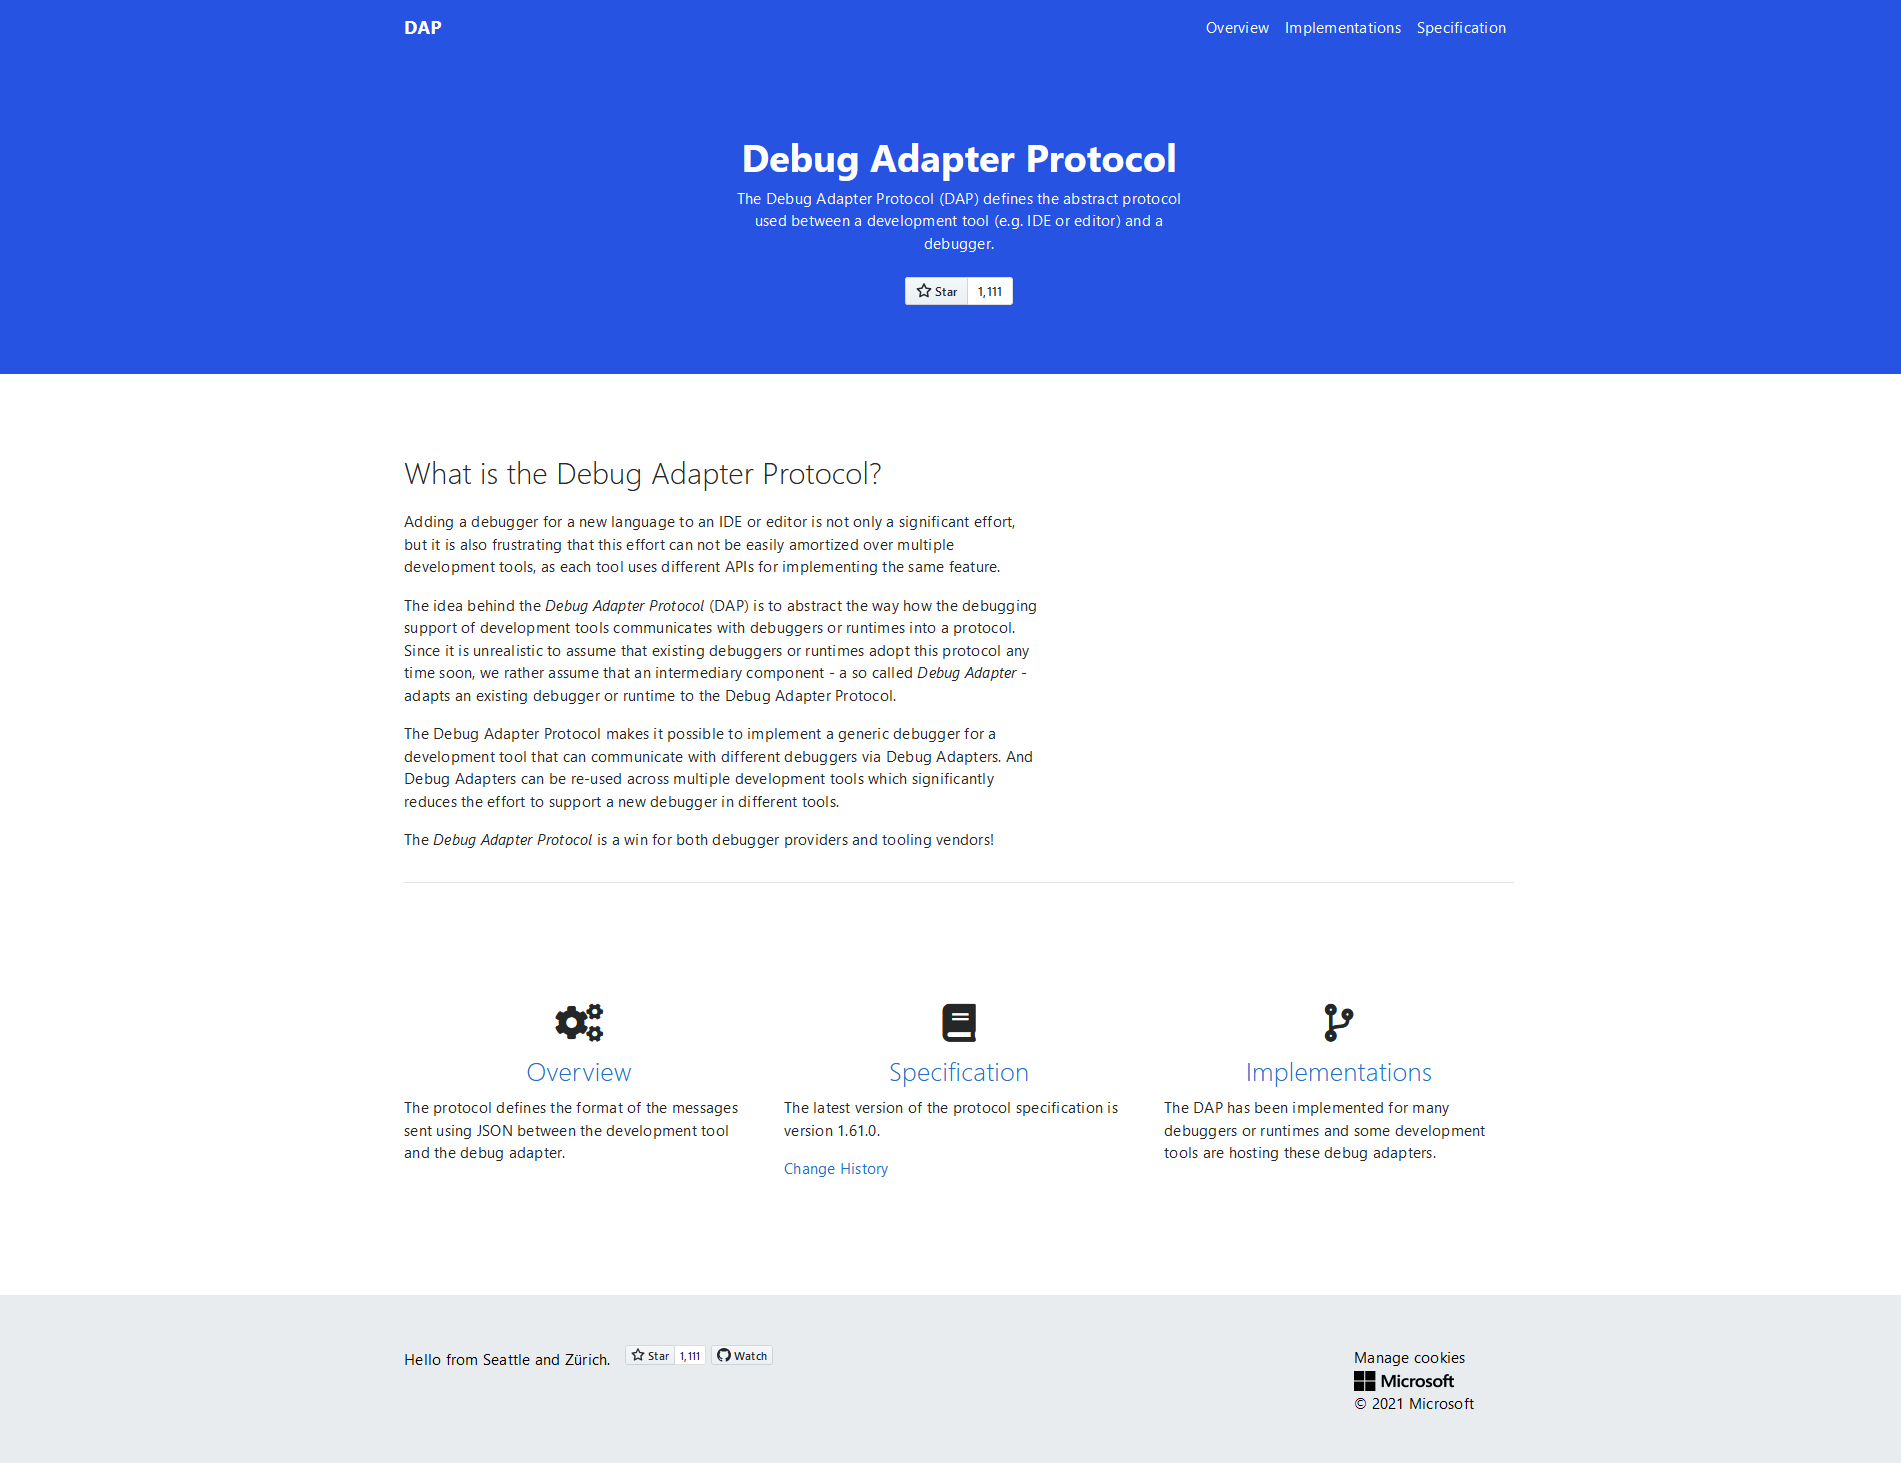 DAP
Overview Implementations Specification
Debug Adapter Protocol
The Debug Adapter Protocol (DAP) defines the abstract protocol
used between a development tool (e.g. IDE or editor) and a
debugger.
Star 1,111
What is the Debug Adapter Protocol?
Adding a debugger for a new language to an IDE or editor is not only a significant effort,
but it is also frustrating that this effort can not be easily amortized over multiple
development tools, as each tool uses different APIs for implementing the same feature.
The idea behind the Debug Adapter Protocol (DAP) is to abstract the way how the debugging
support of development tools communicates with debuggers or runtimes into a protocol.
Since it is unrealistic to assume that existing debuggers or runtimes adopt this protocol any
time soon, we rather assume that an intermediary component - a so called Debug Adapter -
adapts an existing debugger or runtime to the Debug Adapter Protocol.
The Debug Adapter Protocol makes it possible to implement a generic debugger for a
development tool that can communicate with different debuggers via Debug Adapters. And
Debug Adapters can be re-used across multiple development tools which significantly
reduces the effort to support a new debugger in different tools.
The Debug Adapter Protocol is a win for both debugger providers and tooling vendors!
Overview
The protocol defines the format of the messages
sent using JSON between the development tool
and the debug adapter.
Specification
The latest version of the protocol specification is
version 1.61.0.
Change History
Implementations
The DAP has been implemented for many
debuggers or runtimes and some development
tools are hosting these debug adapters.
Hello from Seattle and Zürich. Star 1,111 Watch
Manage cookies
Microsoft
© 2021 Microsoft